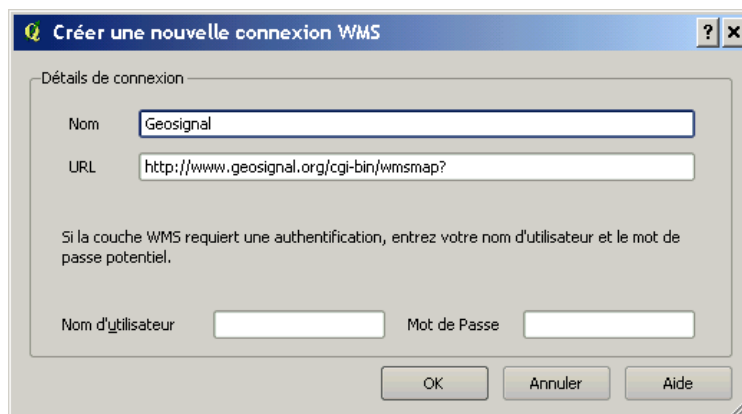 Créer une nouvelle connexion WMS
Détails de connexion
Nom
Geosignal
URL
http://www.geosignal.org/cgi-bin/wmsmap?
Si la couche WMS requiert une authentification, entrez votre nom d'utilisateur et le mot de
passe potentiel.
Nom d'utilisateur
Mot de Passe
OK
Annuler
Aide